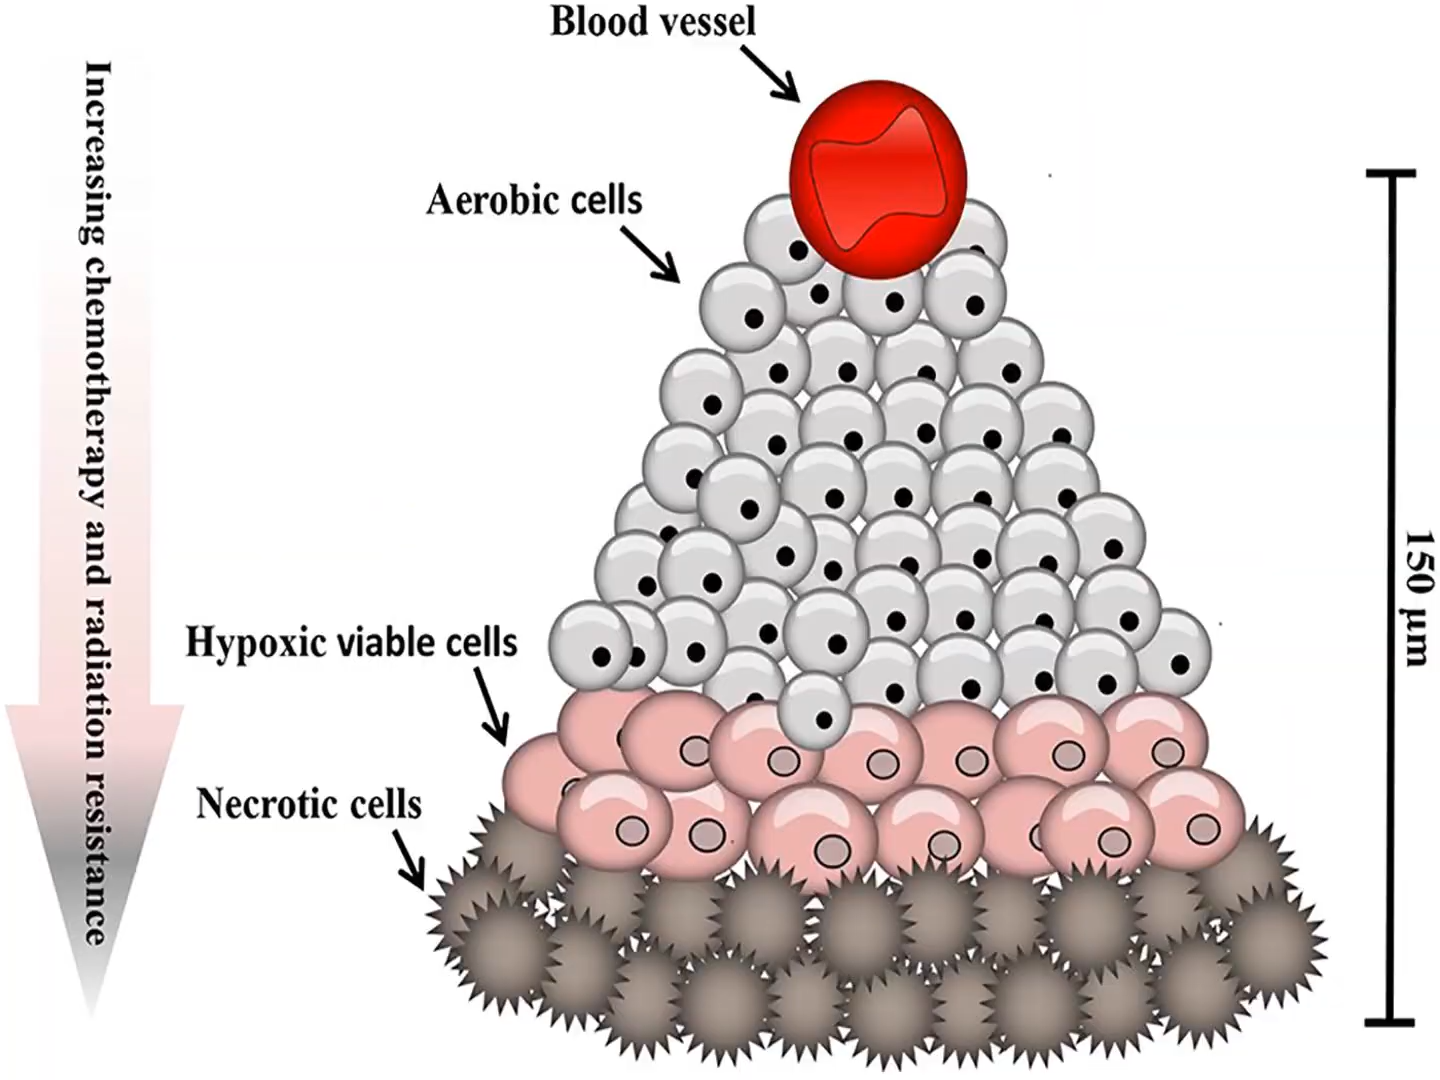 Blood vessel
Aerobic cells
Hypoxic viable cells
Necrotic cells
Increasing chemotherapy and radiation resistance
150 μm